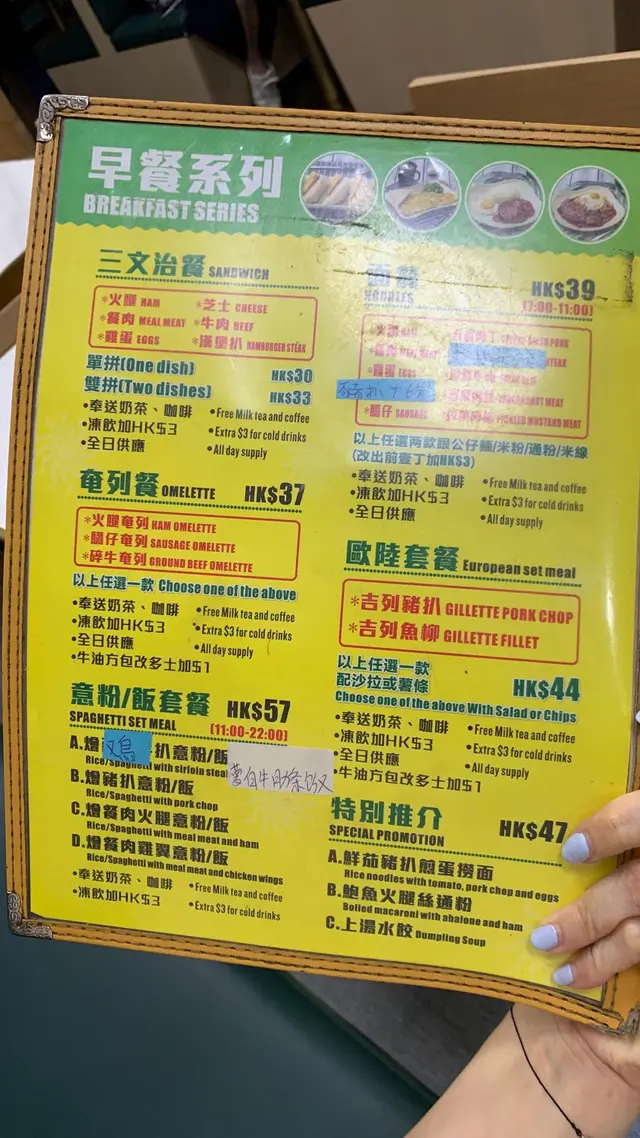 早餐系列
BREAKFAST SERIES
三文治餐 SANDWICH
*火腿 HAM *芝士 CHEESE
*餐肉 MEAL MEAT *牛肉 BEEF
*雞蛋 EGGS *漢堡扒 HAMBURGER STEAK
單拼(One dish) HK$30
雙拼(Two dishes) HK$33
•奉送奶茶、咖啡 •Free Milk tea and coffee
•凍飲加HK$3 •Extra $3 for cold drinks
•全日供應 •All day supply
奄列餐 OMELETTE HK$37
*火腿奄列 HAM OMELETTE
*腸仔奄列 SAUSAGE OMELETTE
*碎牛奄列 GROUND BEEF OMELETTE
以上任選一款 Choose one of the above
•奉送奶茶、咖啡 •Free Milk tea and coffee
•凍飲加HK$3 •Extra $3 for cold drinks
•全日供應 •All day supply
•牛油方包改多士加$1
意粉/飯套餐 HK$57
SPAGHETTI SET MEAL (11:00-22:00)
A.燴 扒意粉/飯
Rice/Spaghetti with sirloin steak
B.燴豬扒意粉/飯
Rice/Spaghetti with pork chop
C.燴餐肉火腿意粉/飯
Rice/Spaghetti with meal meat and ham
D.燴餐肉雞翼意粉/飯
Rice/Spaghetti with meal meat and chicken wings
•奉送奶茶、咖啡 •Free Milk tea and coffee
•凍飲加HK$3 •Extra $3 for cold drinks
NOODLES HK$39
(7:00-11:00)
火腿 HAM
餐肉 MEAL MEAT
雞蛋 EGGS
腸仔 SAUSAGE PICKLED MUSTARD MEAT
以上任選两款跟公仔麵/米粉/通粉/米線
(改出前壹丁加HK$3)
•奉送奶茶、咖啡 •Free Milk tea and coffee
•凍飲加HK$3 •Extra $3 for cold drinks
•全日供應 •All day supply
歐陸套餐 European set meal
*吉列豬扒 GILLETTE PORK CHOP
*吉列魚柳 GILLETTE FILLET
以上任選一款
配沙拉或薯條 HK$44
Choose one of the above With Salad or Chips
•奉送奶茶、咖啡 •Free Milk tea and coffee
•凍飲加HK$3 •Extra $3 for cold drinks
•全日供應 •All day supply
•牛油方包改多士加$1
特別推介
SPECIAL PROMOTION HK$47
A.鮮茄豬扒煎蛋撈面
Rice noodles with tomato, pork chop and eggs
B.鮑魚火腿絲通粉
Boiled macaroni with abalone and ham
C.上湯水餃 Dumpling Soup